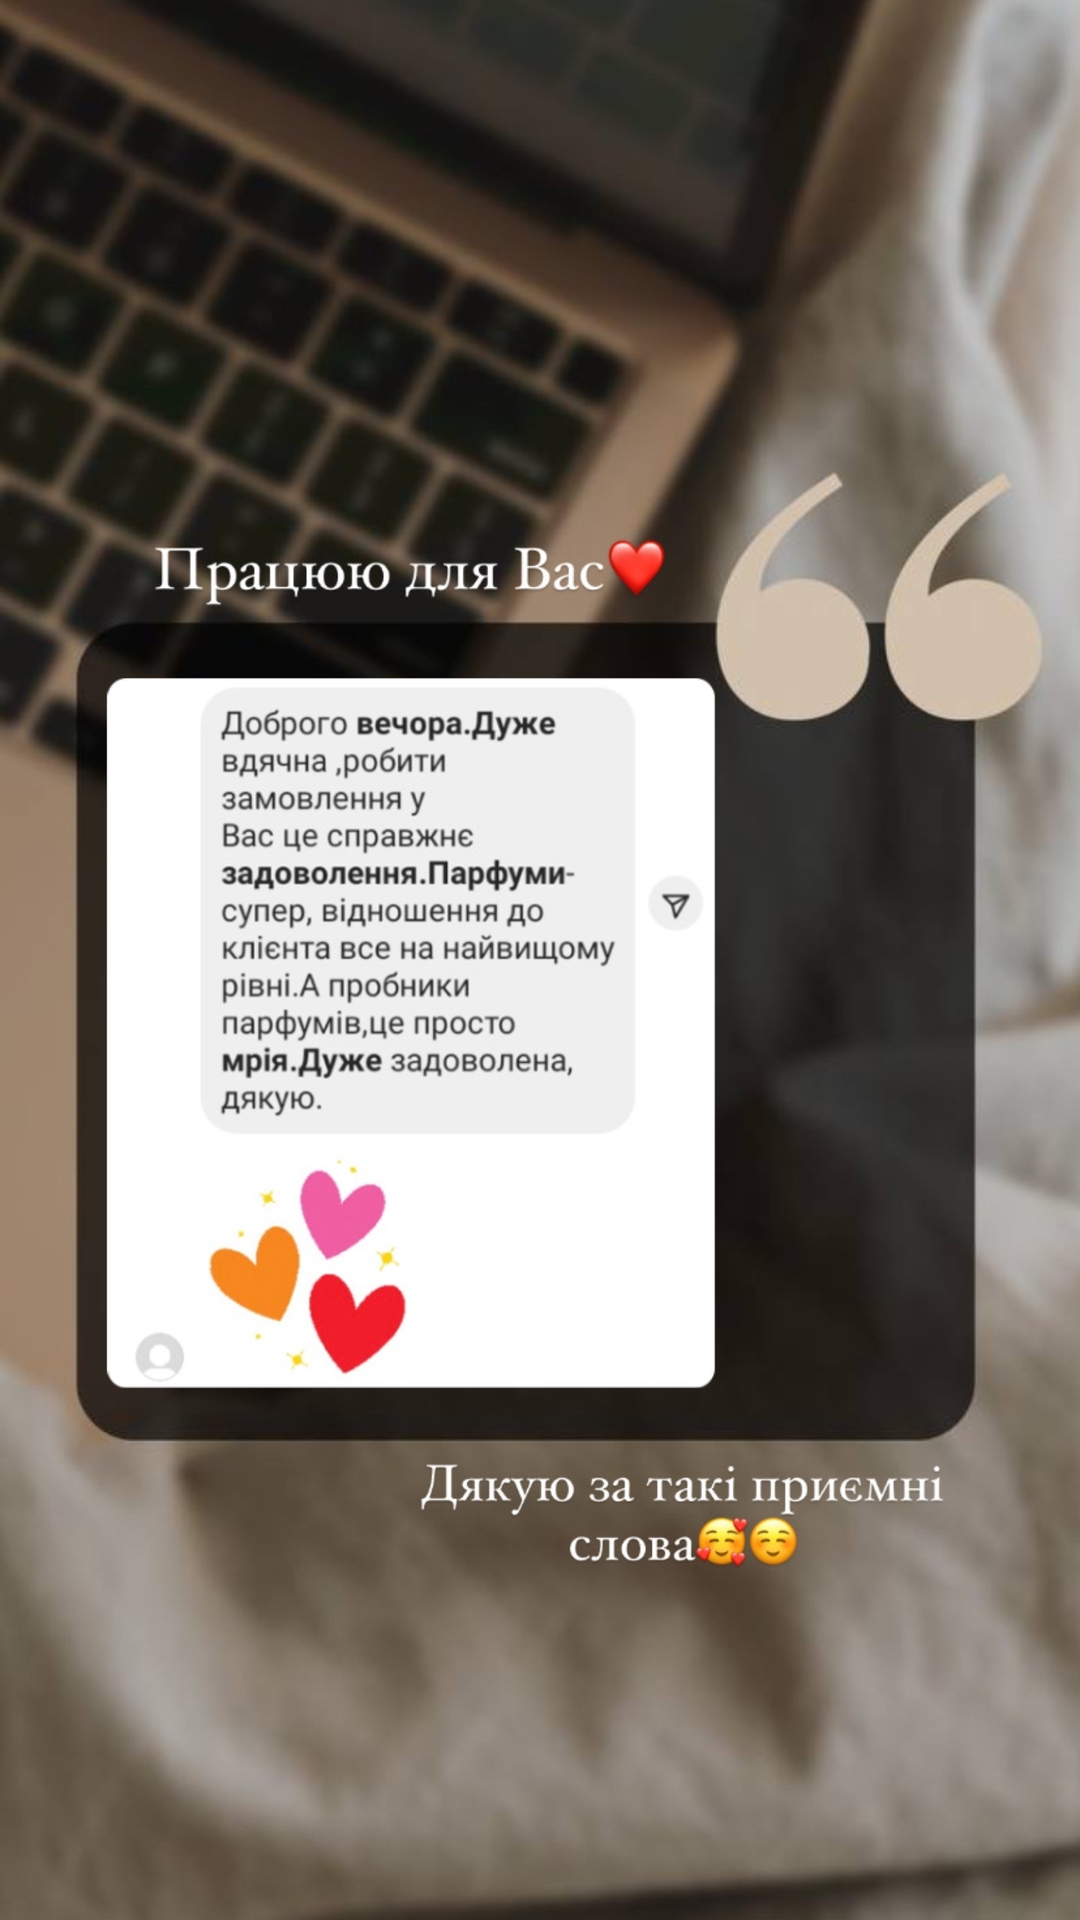 Працюю для Вас❤️
Доброго вечора.Дуже
вдячна ,робити
замовлення у
Вас це справжнє
задоволення.Парфуми-
супер, відношення до
клієнта все на найвищому
рівні.А пробники
парфумів,це просто
мрія.Дуже задоволена,
дякую.
Дякую за такі приємні
слова🥰☺️